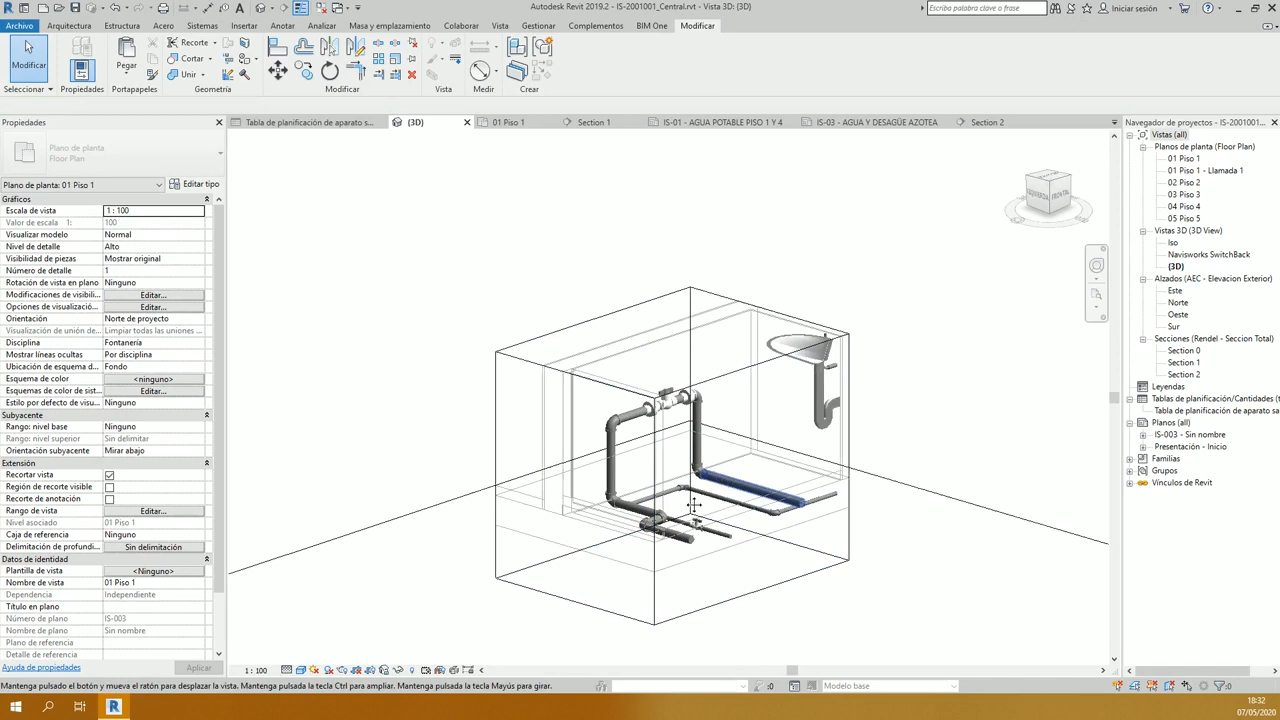 Autodesk Revit 2019.2 - IS-2001001_Central.rvt - Vista 3D: {3D}
Escriba palabra clave o frase
Iniciar sesión
Archivo Arquitectura Estructura Acero Sistemas Insertar Anotar Analizar Masa y emplazamiento Colaborar Vista Gestionar Complementos BIM One Modificar
Modificar
Pegar
Recorte
Cortar
Unir
Seleccionar Propiedades Portapapeles Geometría Modificar Vista Medir Crear
Propiedades
Tabla de planificación de aparato s... {3D} 01 Piso 1 Section 1 IS-01 - AGUA POTABLE PISO 1 Y 4 IS-03 - AGUA Y DESAGÜE AZOTEA Section 2
Plano de planta
Floor Plan
Plano de planta: 01 Piso 1 Editar tipo
Gráficos
Escala de vista 1 : 100
Valor de escala 1: 100
Visualizar modelo Normal
Nivel de detalle Alto
Visibilidad de piezas Mostrar original
Número de detalle 1
Rotación de vista en plano Ninguno
Modificaciones de visibili... Editar...
Opciones de visualizació... Editar...
Orientación Norte de proyecto
Visualización de unión de... Limpiar todas las uniones ...
Disciplina Fontanería
Mostrar líneas ocultas Por disciplina
Ubicación de esquema d... Fondo
Esquema de color <ninguno>
Esquemas de color de sist... Editar...
Estilo por defecto de visu... Ninguno
Subyacente
Rango: nivel base Ninguno
Rango: nivel superior Sin delimitar
Orientación subyacente Mirar abajo
Extensión
Recortar vista
Región de recorte visible
Recorte de anotación
Rango de vista Editar...
Nivel asociado 01 Piso 1
Caja de referencia Ninguno
Delimitación de profundi... Sin delimitación
Datos de identidad
Plantilla de vista <Ninguno>
Nombre de vista 01 Piso 1
Dependencia Independiente
Título en plano
Número de plano IS-003
Nombre de plano Sin nombre
Plano de referencia
Detalle de referencia
Ayuda de propiedades Aplicar
IZQUIERDA FRONTAL
Navegador de proyectos - IS-2001001...
Vistas (all)
Planos de planta (Floor Plan)
01 Piso 1
01 Piso 1 - Llamada 1
02 Piso 2
03 Piso 3
04 Piso 4
05 Piso 5
Vistas 3D (3D View)
Iso
Navisworks SwitchBack
{3D}
Alzados (AEC - Elevacion Exterior)
Este
Norte
Oeste
Sur
Secciones (Rendel - Seccion Total)
Section 0
Section 1
Section 2
Leyendas
Tablas de planificación/Cantidades (t
Tabla de planificación de aparato sa
Planos (all)
IS-003 - Sin nombre
Presentación - Inicio
Familias
Grupos
Vínculos de Revit
1 : 100
Mantenga pulsado el botón y mueva el ratón para desplazar la vista. Mantenga pulsada la tecla Ctrl para ampliar. Mantenga pulsada la tecla Mayús para girar. :0 Modelo base :0
18:32
07/05/2020